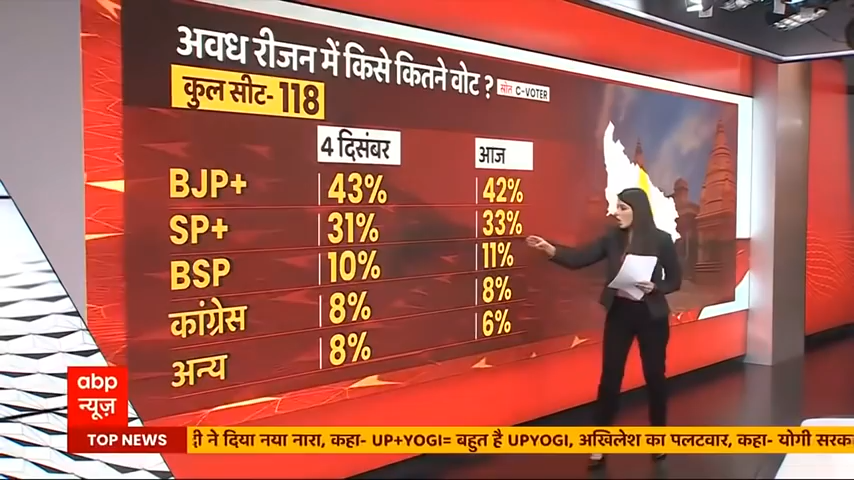 अवध रीजन में किसे कितने वोट ?
स्रोत C-VOTER
कुल सीट- 118
4 दिसंबर आज
BJP+ 43% 42%
SP+ 31% 33%
BSP 10% 11%
कांग्रेस 8% 8%
अन्य 8% 6%
abp
न्यूज़
TOP NEWS
ने दिया नया नारा, कहा- UP+YOGI= बहुत है UPYOGI, अखिलेश का पलटवार, कहा- योगी